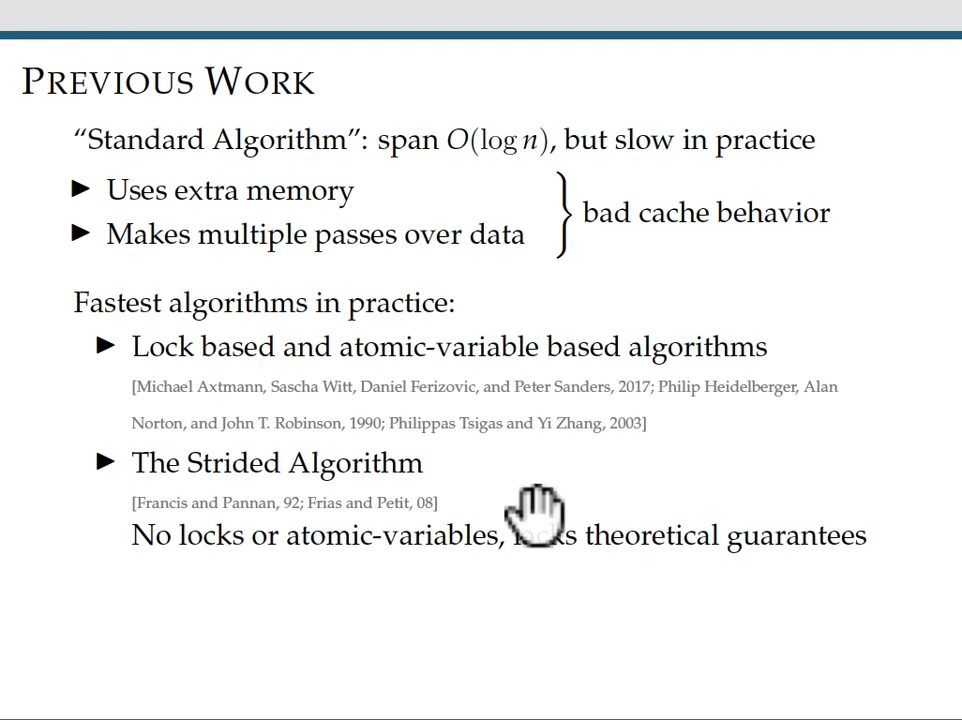 PREVIOUS WORK
“Standard Algorithm”: span O(log n), but slow in practice
▶ Uses extra memory
▶ Makes multiple passes over data
bad cache behavior
Fastest algorithms in practice:
▶ Lock based and atomic-variable based algorithms
[Michael Axtmann, Sascha Witt, Daniel Ferizovic, and Peter Sanders, 2017; Philip Heidelberger, Alan
Norton, and John T. Robinson, 1990; Philippas Tsigas and Yi Zhang, 2003]
▶ The Strided Algorithm
[Francis and Pannan, 92; Frias and Petit, 08]
No locks or atomic-variables, lacks theoretical guarantees